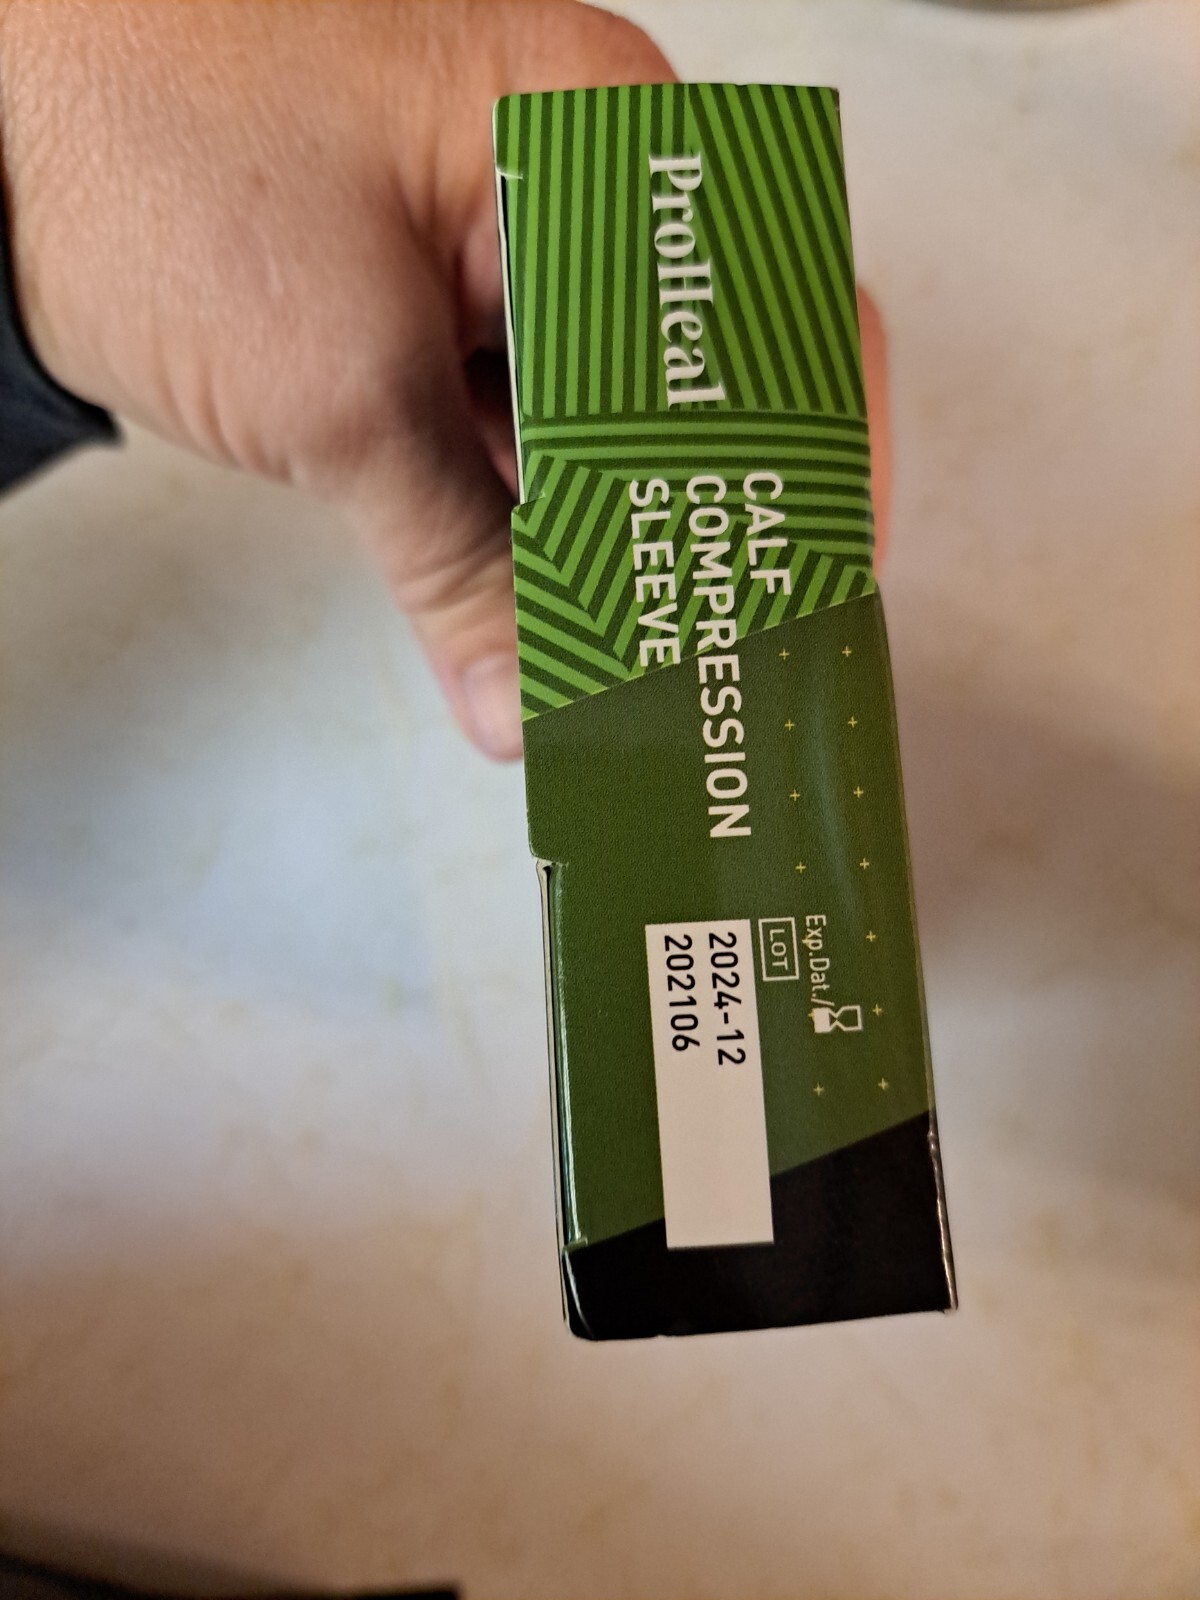 ProHeal
CALF
COMPRESSION
SLEEVE
Exp.Dat./
LOT
2024-12
202106